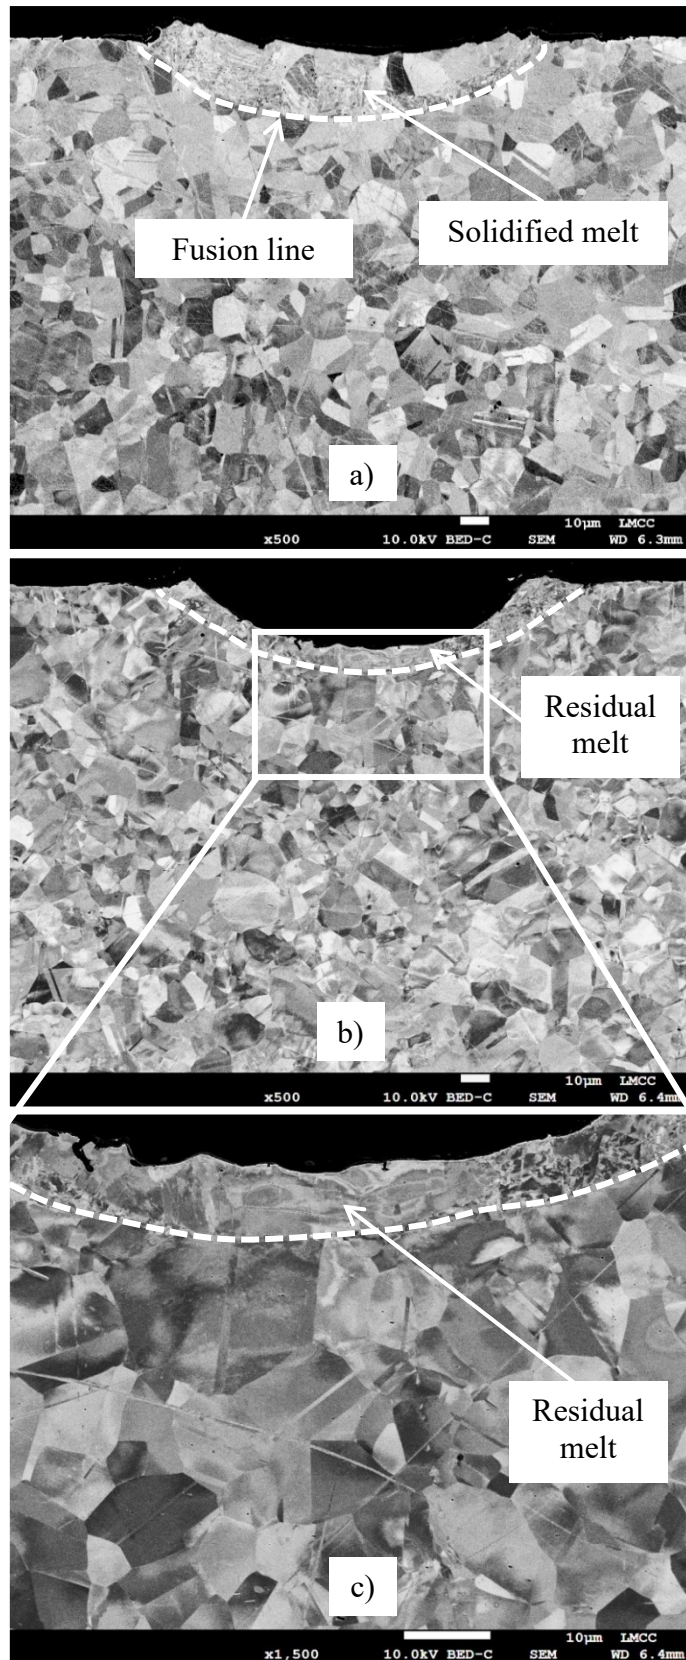 Fusion line
Solidified melt
a)
10μm LMCC
x500 10.0kV BED-C SEM WD 6.3mm
Residual
melt
b)
10μm LMCC
x500 10.0kV BED-C SEM WD 6.4mm
Residual
melt
c)
10μm LMCC
x1,500 10.0kV BED-C SEM WD 6.4mm